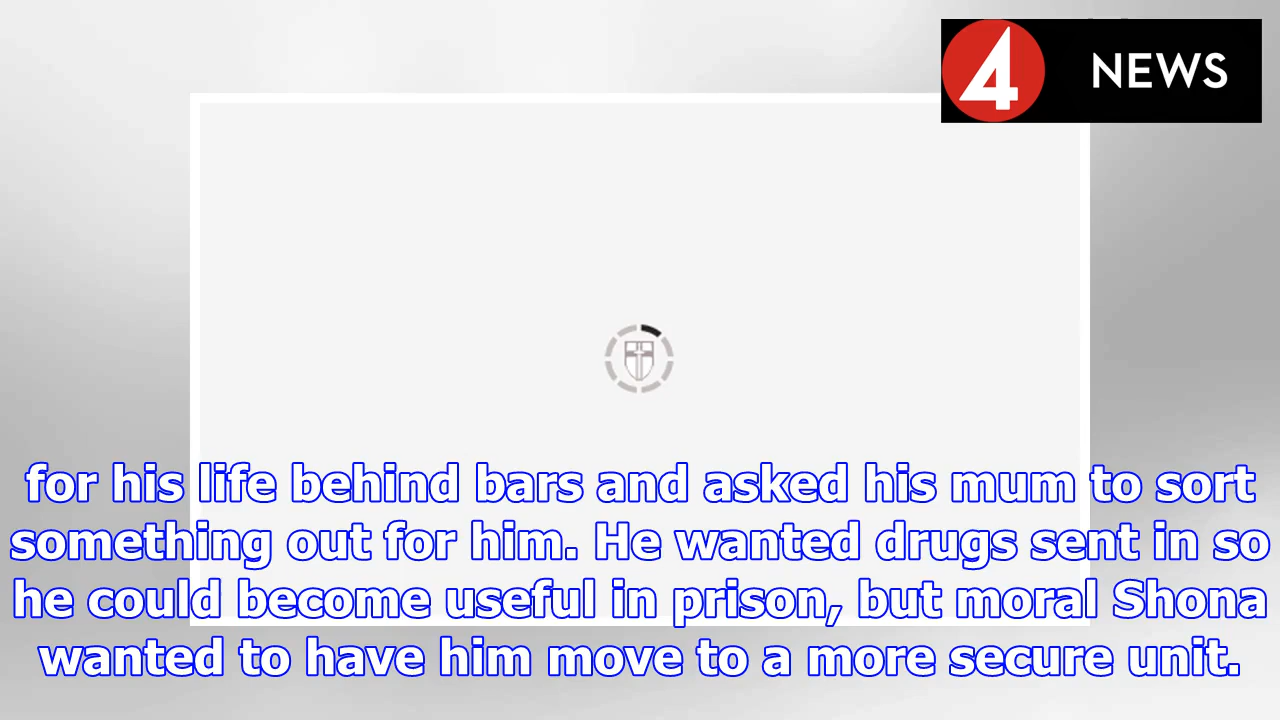 4 NEWS
for his life behind bars and asked his mum to sort
something out for him. He wanted drugs sent in so
he could become useful in prison, but moral Shona
wanted to have him move to a more secure unit.